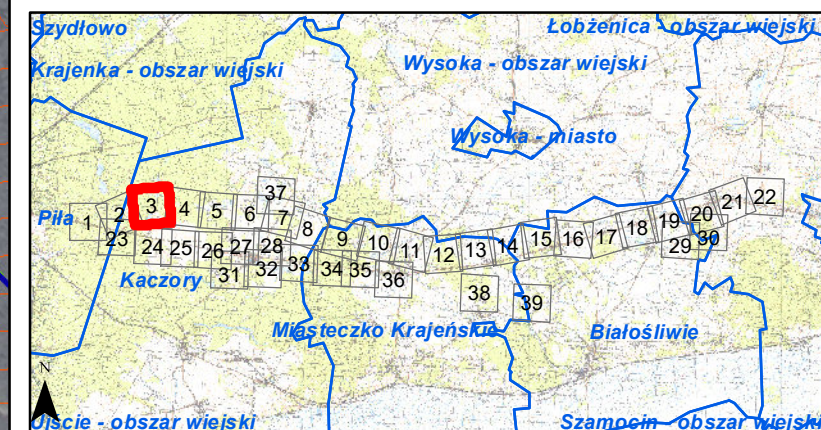 Szydłowo
Łobżenica - obszar wiejski
Krajenka - obszar wiejski
Wysoka - obszar wiejski
Wysoka - miasto
Piła
1 2 3 4 5 6 37 7 8 9 10 11 12 13 14 15 16 17 18 19 20 21 22
23 24 25 26 27 28 29 30
31 32 33 34 35 36
38 39
Kaczory
Miasteczko Krajeńskie
Białośliwie
N
Ujście - obszar wiejski
Szamocin - obszar wiejski